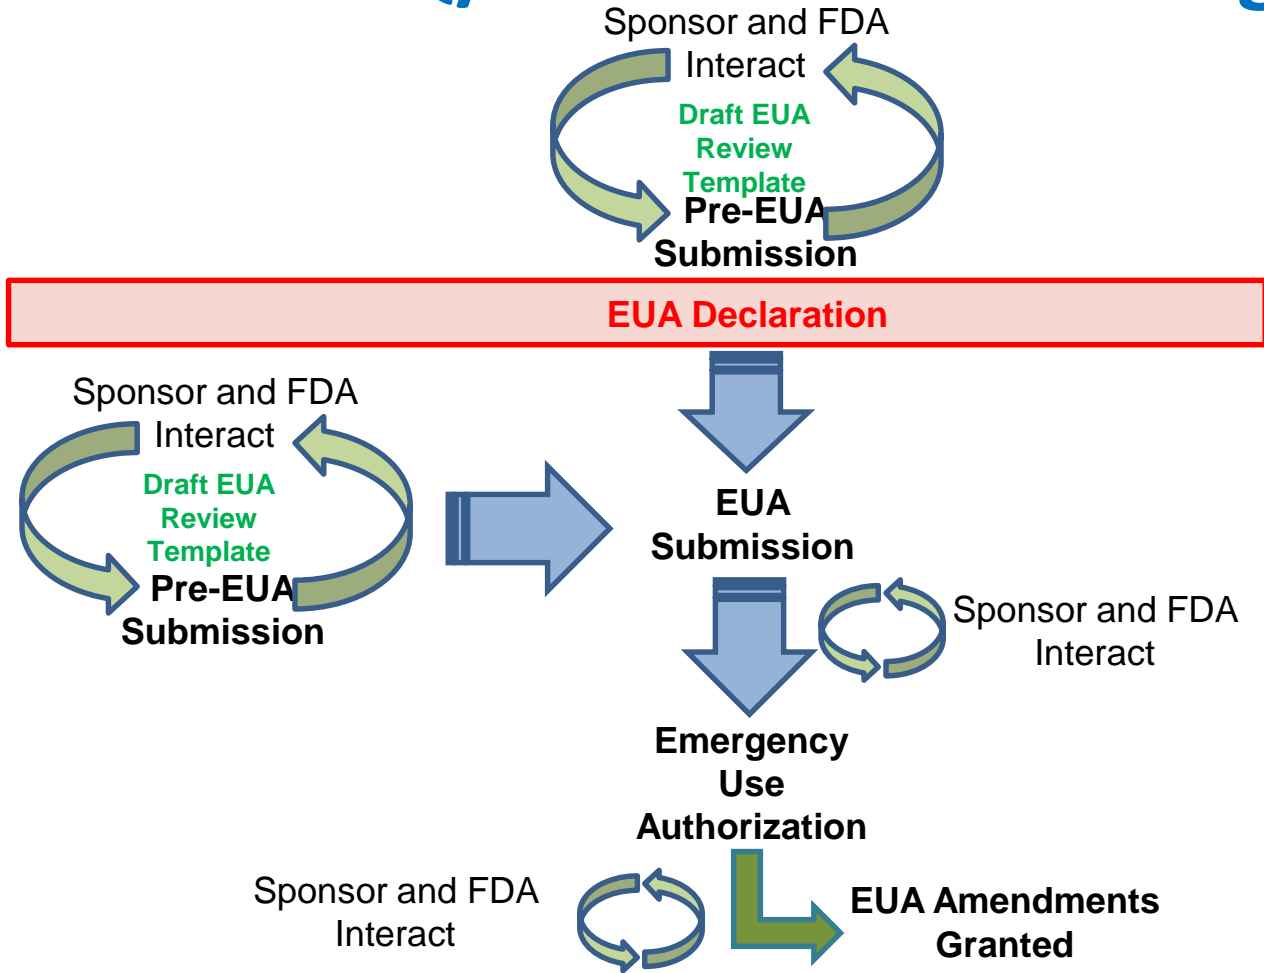 Sponsor and FDA
Interact
Draft EUA
Review
Template
Pre-EUA
Submission
EUA Declaration
Sponsor and FDA
Interact
Draft EUA
Review
Template
Pre-EUA
Submission
EUA
Submission
Sponsor and FDA
Interact
Emergency
Use
Authorization
Sponsor and FDA
Interact
EUA Amendments
Granted